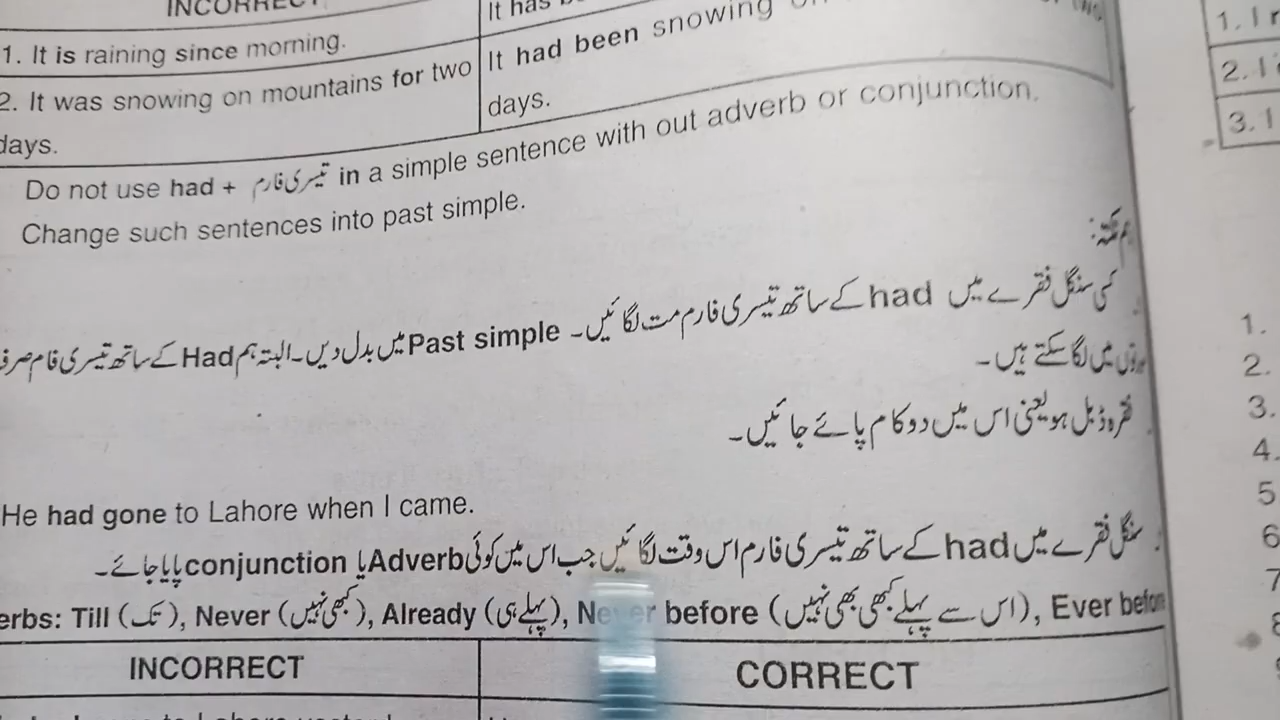 INCORRECT
It has
1. It is raining since morning.
2. It was snowing on mountains for two days.
It had been snowing
days.
Do not use had + تیسری فارم in a simple sentence with out adverb or conjunction.
Change such sentences into past simple.
کسی سنگل فقرے میں had کے ساتھ تیسری فارم مت لگائیں۔ Past simple میں بدل دیں۔ البتہ ہم Had کے ساتھ تیسری فام صرف
میں لگا سکتے ہیں۔
فقرہ ڈبل ہو یعنی اس میں دو کام پائے جائیں۔
He had gone to Lahore when I came.
سنگل فقرے میں had کے ساتھ تیسری فارم اس وقت لگائیں جب اس میں کوئی Adverb یا conjunction پایا جائے۔
erbs: Till (تک), Never (کبھی نہیں), Already (پہلے ہی), Never before (اس سے پہلے کبھی بھی نہیں), Ever before
INCORRECT
CORRECT
1. I
2. I
3. I
1.
2.
3.
4.
5
6
7